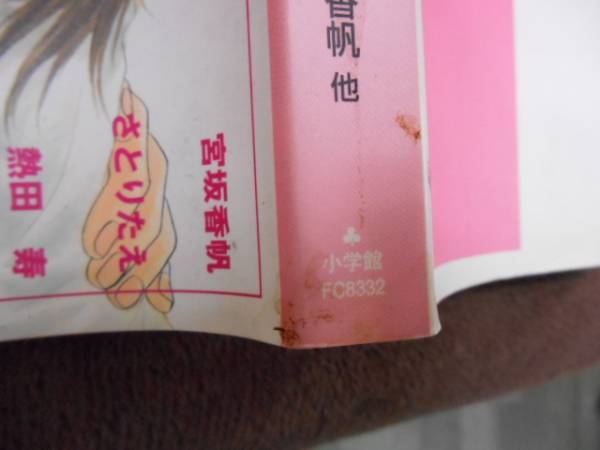 宮坂香帆
さとりたえ
熱田 寿
香帆 他
♣
小学館
FC8332